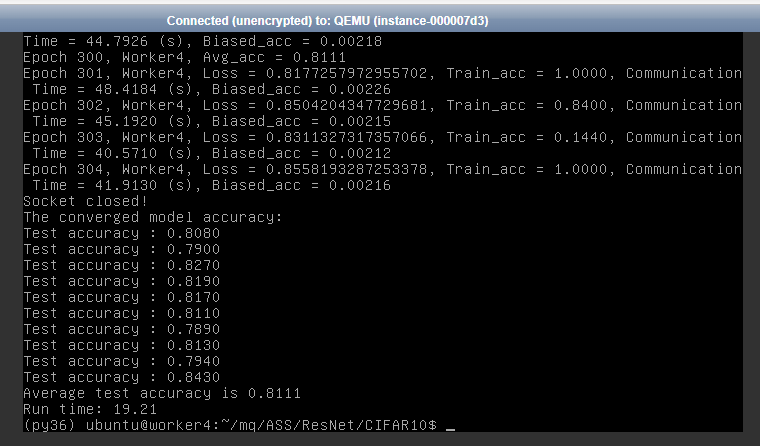 Connected (unencrypted) to: QEMU (instance-000007d3)
Time = 44.7926 (s), Biased_acc = 0.00218
Epoch 300, Worker4, Avg_acc = 0.8111
Epoch 301, Worker4, Loss = 0.8177257972955702, Train_acc = 1.0000, Communication
Time = 48.4184 (s), Biased_acc = 0.00226
Epoch 302, Worker4, Loss = 0.8504204347729681, Train_acc = 0.8400, Communication
Time = 45.1920 (s), Biased_acc = 0.00215
Epoch 303, Worker4, Loss = 0.8311327317357066, Train_acc = 0.1440, Communication
Time = 40.5710 (s), Biased_acc = 0.00212
Epoch 304, Worker4, Loss = 0.8558193287253378, Train_acc = 1.0000, Communication
Time = 41.9130 (s), Biased_acc = 0.00216
Socket closed!
The converged model accuracy:
Test accuracy : 0.8080
Test accuracy : 0.7900
Test accuracy : 0.8270
Test accuracy : 0.8190
Test accuracy : 0.8170
Test accuracy : 0.8110
Test accuracy : 0.7890
Test accuracy : 0.8130
Test accuracy : 0.7940
Test accuracy : 0.8430
Average test accuracy is 0.8111
Run time: 19.21
(py36) ubuntu@worker4:~/mq/ASS/ResNet/CIFAR10$ _